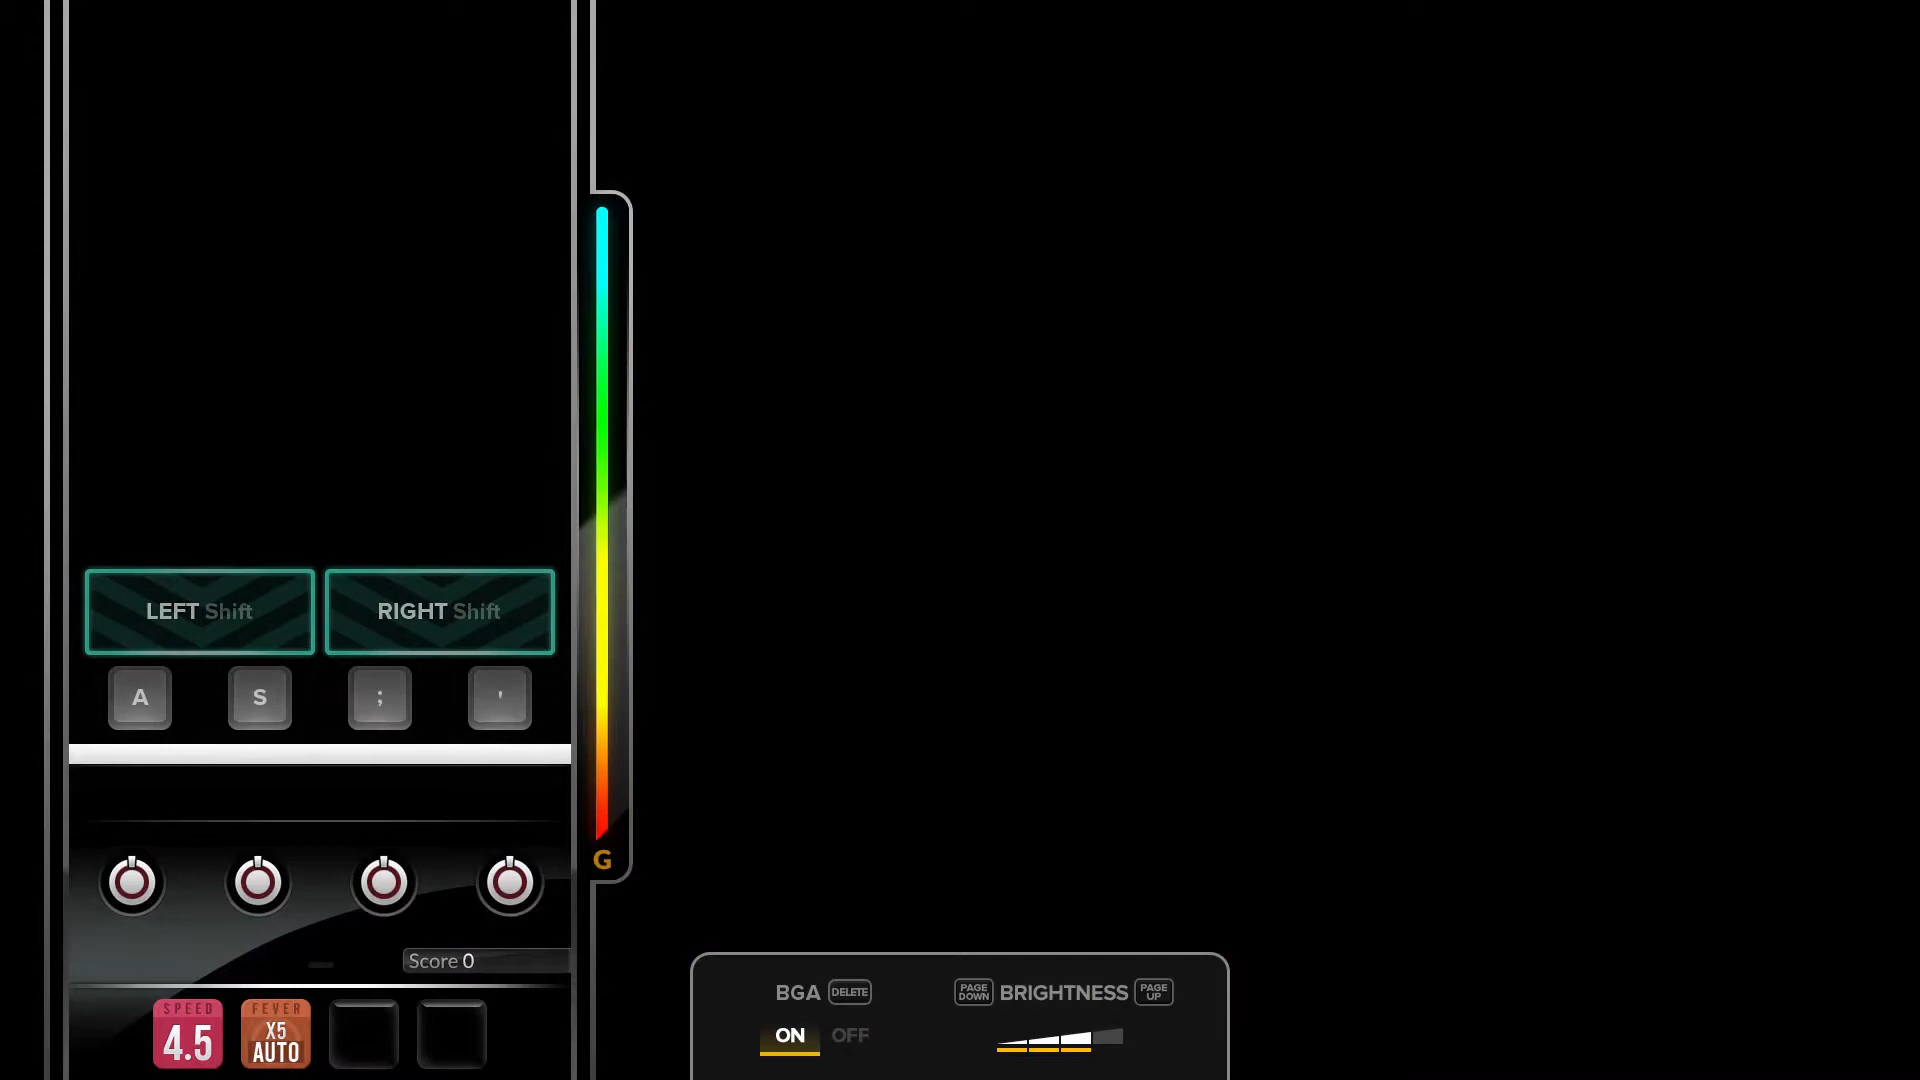 LEFT Shift RIGHT Shift
A S ; '
G
Score 0
SPEED
4.5
FEVER
X5
AUTO
BGA DELETE PAGE DOWN BRIGHTNESS PAGE UP
ON OFF